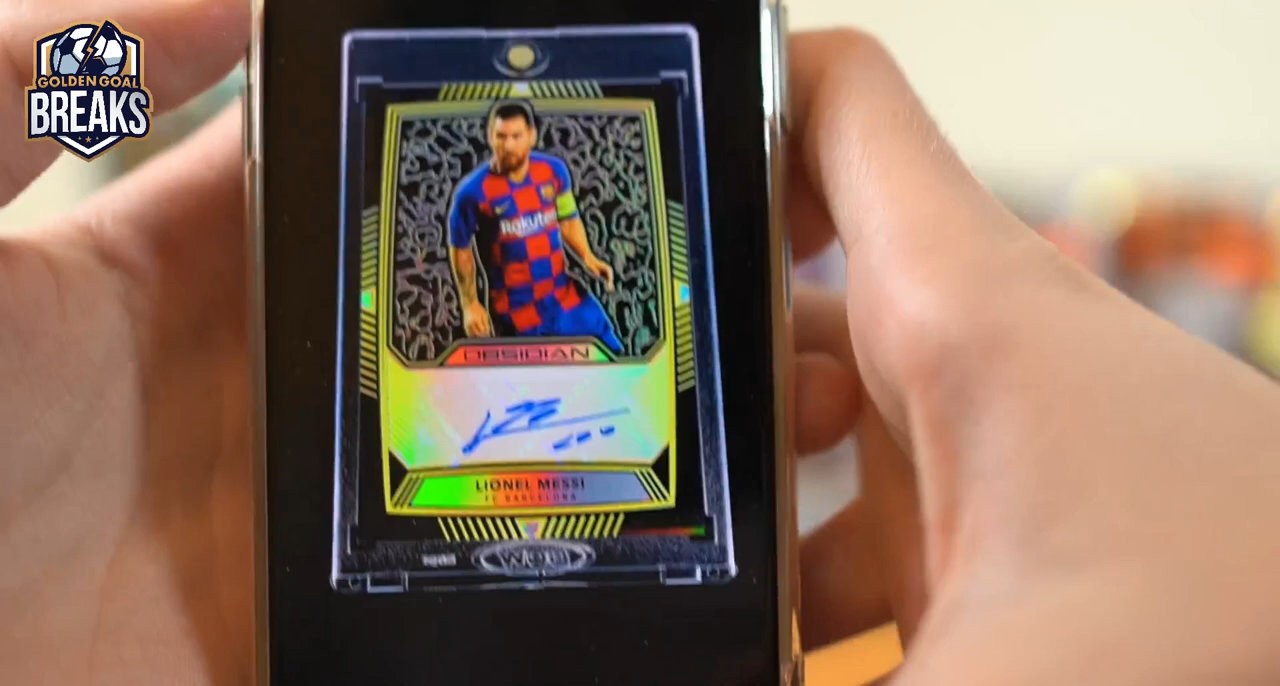 GOLDEN GOAL
BREAKS
Rakuten
OBSIDIAN
LIONEL MESSI
FC BARCELONA